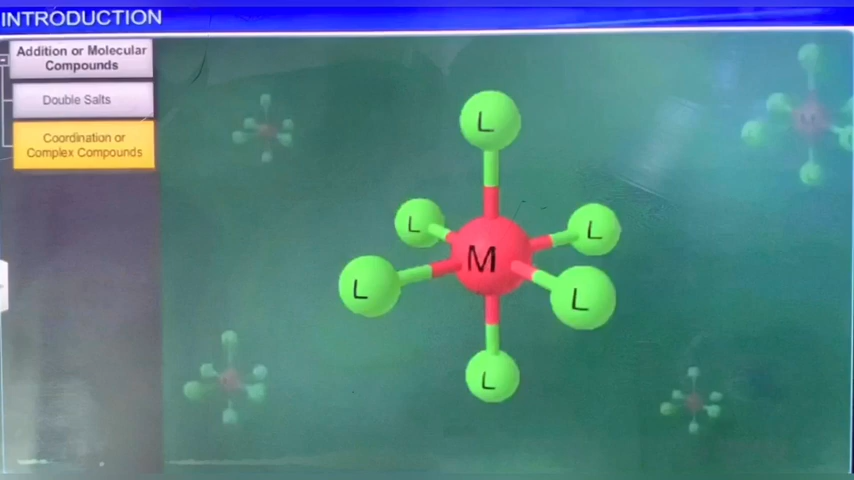 INTRODUCTION
Addition or Molecular
Compounds
Double Salts
Coordination or
Complex Compounds
L
L
L
M
L
L
L